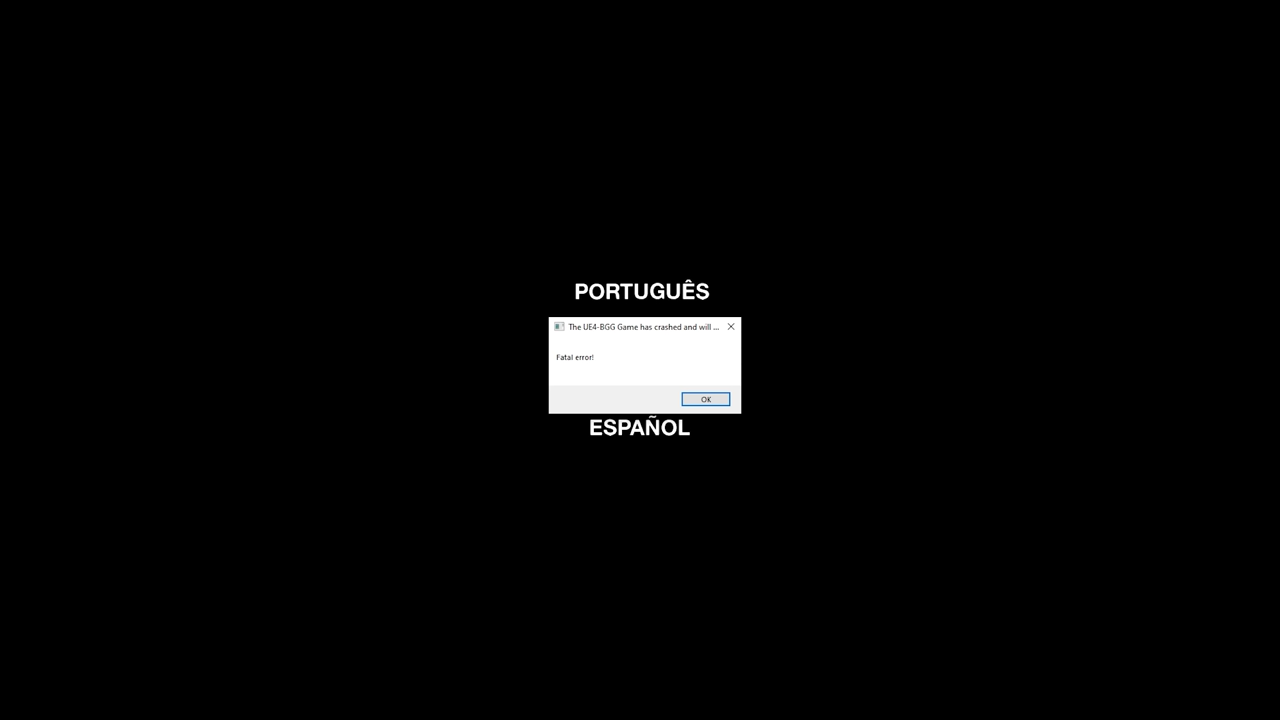 PORTUGUÊS
The UE4-BGG Game has crashed and will ...
Fatal error!
OK
ESPAÑOL